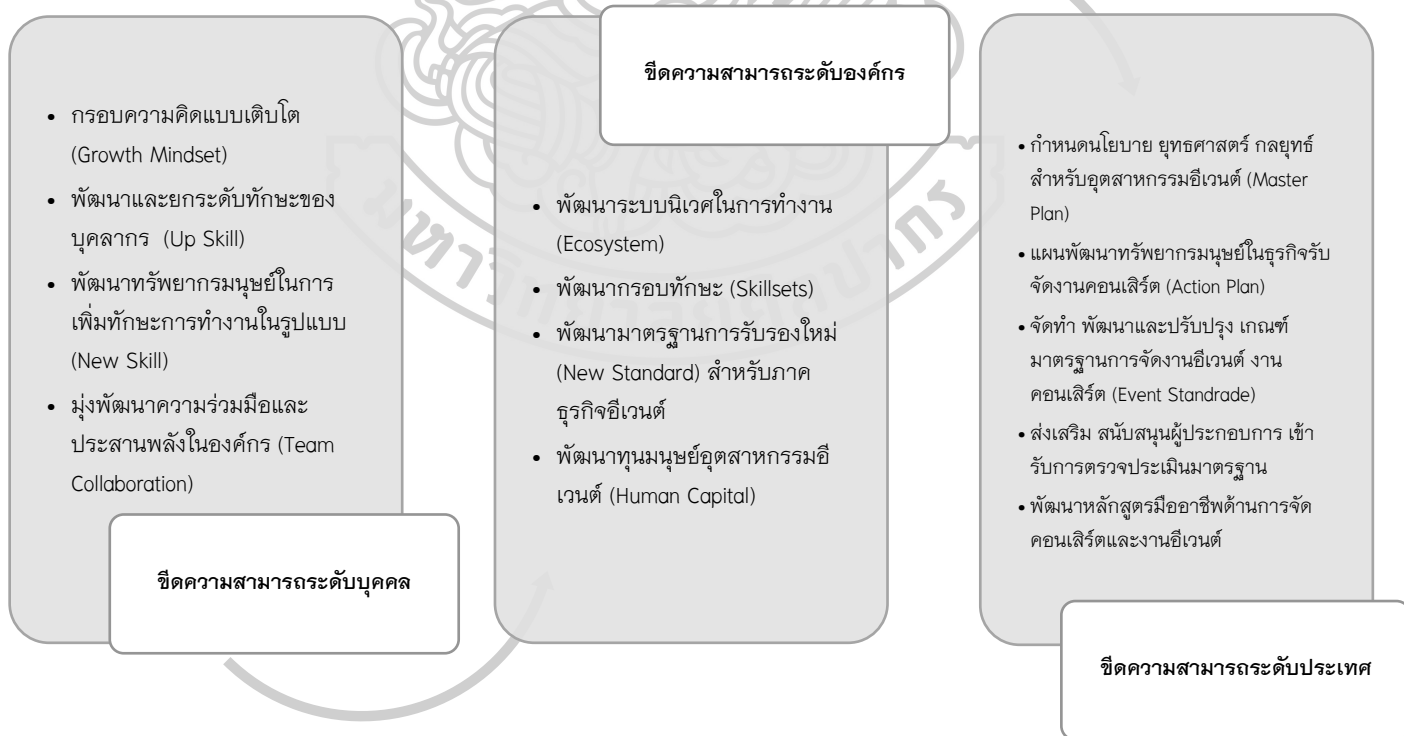 • กรอบความคิดแบบเติบโต
(Growth Mindset)
• พัฒนาและยกระดับทักษะของ
บุคลากร (Up Skill)
• พัฒนาทรัพยากรมนุษย์ในการ
เพิ่มทักษะการทำงานในรูปแบบ
(New Skill)
• มุ่งพัฒนาความร่วมมือและ
ประสานพลังในองค์กร (Team
Collaboration)
ขีดความสามารถระดับบุคคล
ขีดความสามารถระดับองค์กร
• พัฒนาระบบนิเวศในการทำงาน
(Ecosystem)
• พัฒนากรอบทักษะ (Skillsets)
• พัฒนามาตรฐานการรับรองใหม่
(New Standard) สำหรับภาค
ธุรกิจอีเวนต์
• พัฒนาทุนมนุษย์อุตสาหกรรมอี
เวนต์ (Human Capital)
• กำหนดนโยบาย ยุทธศาสตร์ กลยุทธ์
สำหรับอุตสาหกรรมอีเวนต์ (Master
Plan)
• แผนพัฒนาทรัพยากรมนุษย์ในธุรกิจรับ
จัดงานคอนเสิร์ต (Action Plan)
• จัดทำ พัฒนาและปรับปรุง เกณฑ์
มาตรฐานการจัดงานอีเวนต์ งาน
คอนเสิร์ต (Event Standrade)
• ส่งเสริม สนับสนุนผู้ประกอบการ เข้า
รับการตรวจประเมินมาตรฐาน
• พัฒนาหลักสูตรมืออาชีพด้านการจัด
คอนเสิร์ตและงานอีเวนต์
ขีดความสามารถระดับประเทศ